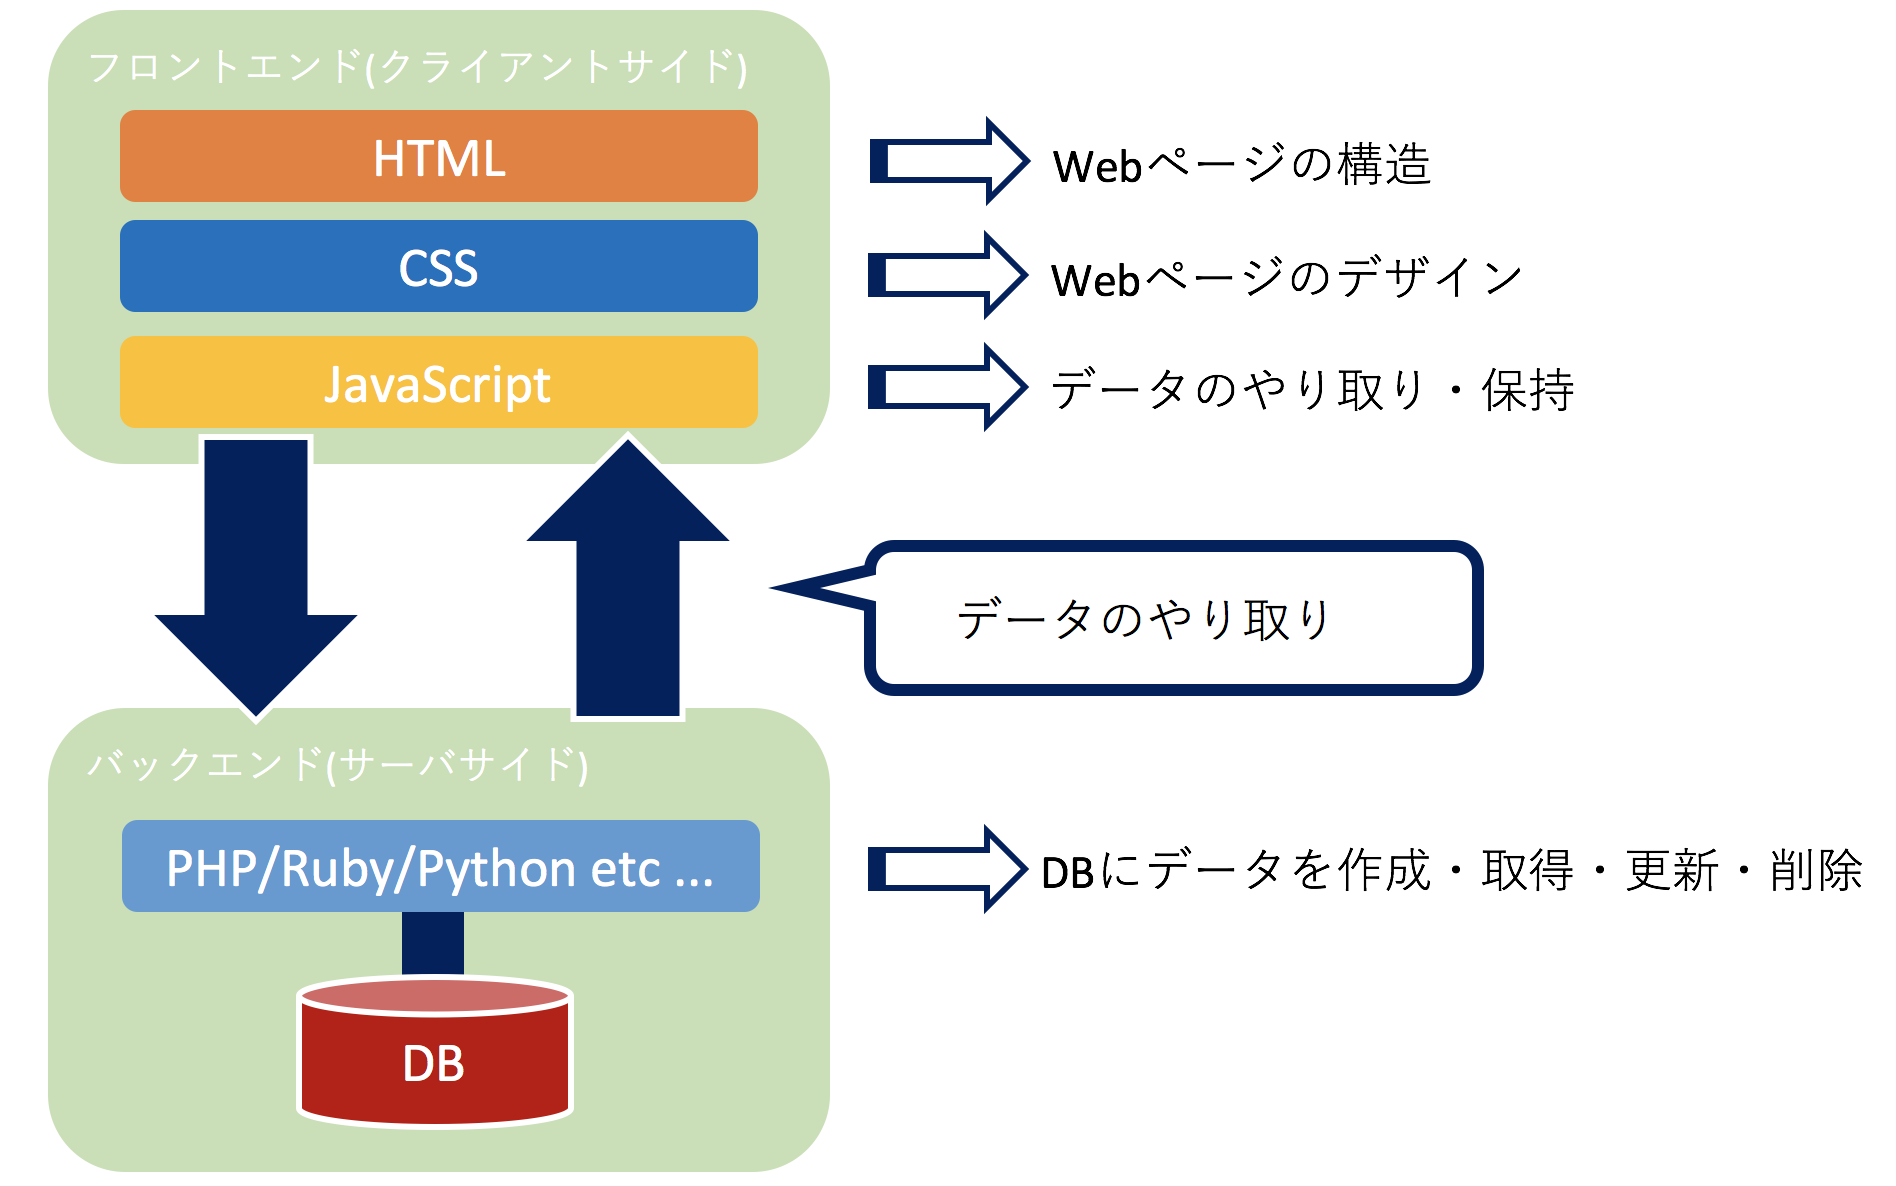 フロントエンド(クライアントサイド)
HTML
Webページの構造
CSS
Webページのデザイン
JavaScript
データのやり取り・保持
データのやり取り
バックエンド(サーバサイド)
PHP/Ruby/Python etc ...
DBにデータを作成・取得・更新・削除
DB